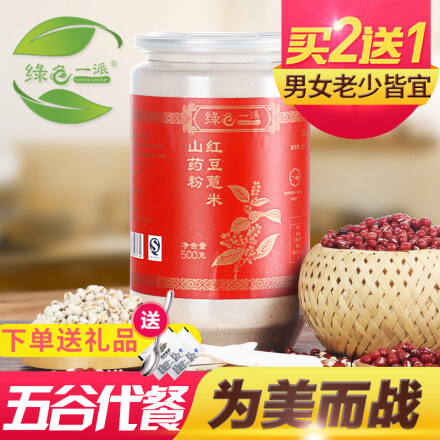 绿色一派®
买2送1
男女老少皆宜
绿色一派
红豆薏米
山药粉
净含量
500克
下单送礼品
送
五谷代餐
为美而战